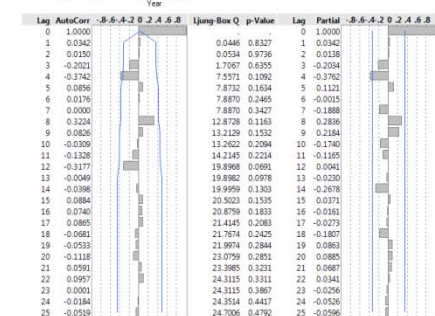 Year
Lag AutoCorr -.8-.6-.4-.2 0 .2 .4 .6 .8 Ljung-Box Q p-Value Lag Partial -.8-.6-.4-.2 0 .2 .4 .6 .8
0 1.0000 . . 0 1.0000
1 0.0342 0.0446 0.8327 1 0.0342
2 0.0150 0.0534 0.9736 2 0.0138
3 -0.2021 1.7067 0.6355 3 -0.2034
4 -0.3742 7.5571 0.1092 4 -0.3762
5 0.0856 7.8732 0.1634 5 0.1121
6 0.0176 7.8870 0.2465 6 -0.0015
7 0.0000 7.8870 0.3427 7 -0.1888
8 0.3224 12.8728 0.1163 8 0.2836
9 0.0826 13.2129 0.1532 9 0.2184
10 -0.0309 13.2622 0.2094 10 -0.1740
11 -0.1328 14.2145 0.2214 11 -0.1165
12 -0.3177 19.8968 0.0691 12 0.0041
13 -0.0049 19.8982 0.0978 13 -0.0230
14 -0.0398 19.9959 0.1303 14 -0.2678
15 0.0884 20.5023 0.1535 15 0.0371
16 0.0740 20.8759 0.1833 16 -0.0161
17 0.0865 21.4145 0.2083 17 -0.0273
18 -0.0681 21.7674 0.2425 18 -0.1807
19 -0.0533 21.9974 0.2844 19 0.0863
20 -0.1118 23.0759 0.2851 20 0.0885
21 0.0591 23.3985 0.3231 21 0.0687
22 0.0957 24.3115 0.3311 22 0.0341
23 0.0001 24.3115 0.3867 23 -0.0256
24 -0.0184 24.3514 0.4417 24 -0.0526
25 -0.0519 24.7006 0.4792 25 -0.0596